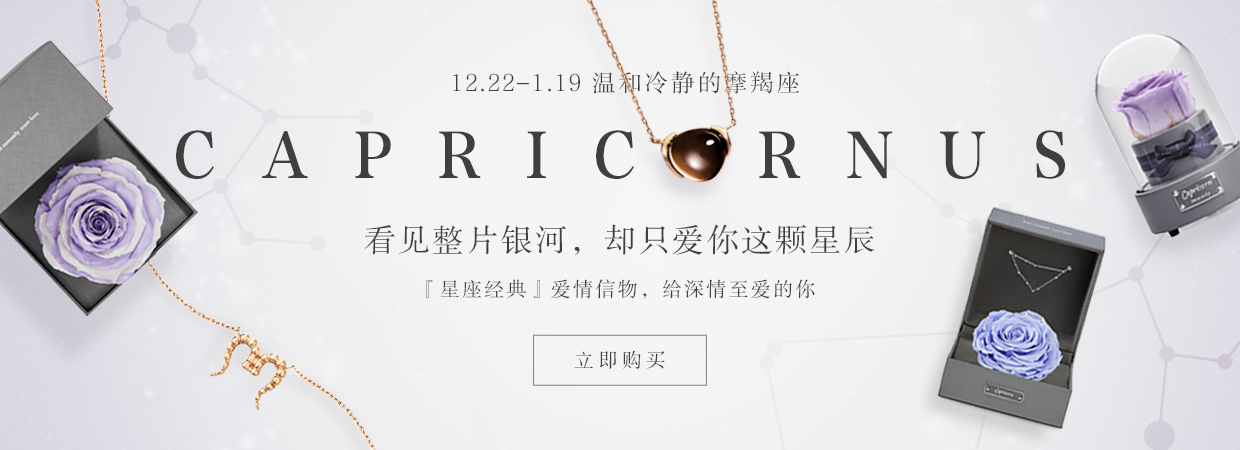 12.22-1.19 温和冷静的摩羯座
CAPRICORNUS
看见整片银河，却只爱你这颗星辰
『星座经典』爱情信物，给深情至爱的你
立即购买
Capricorn